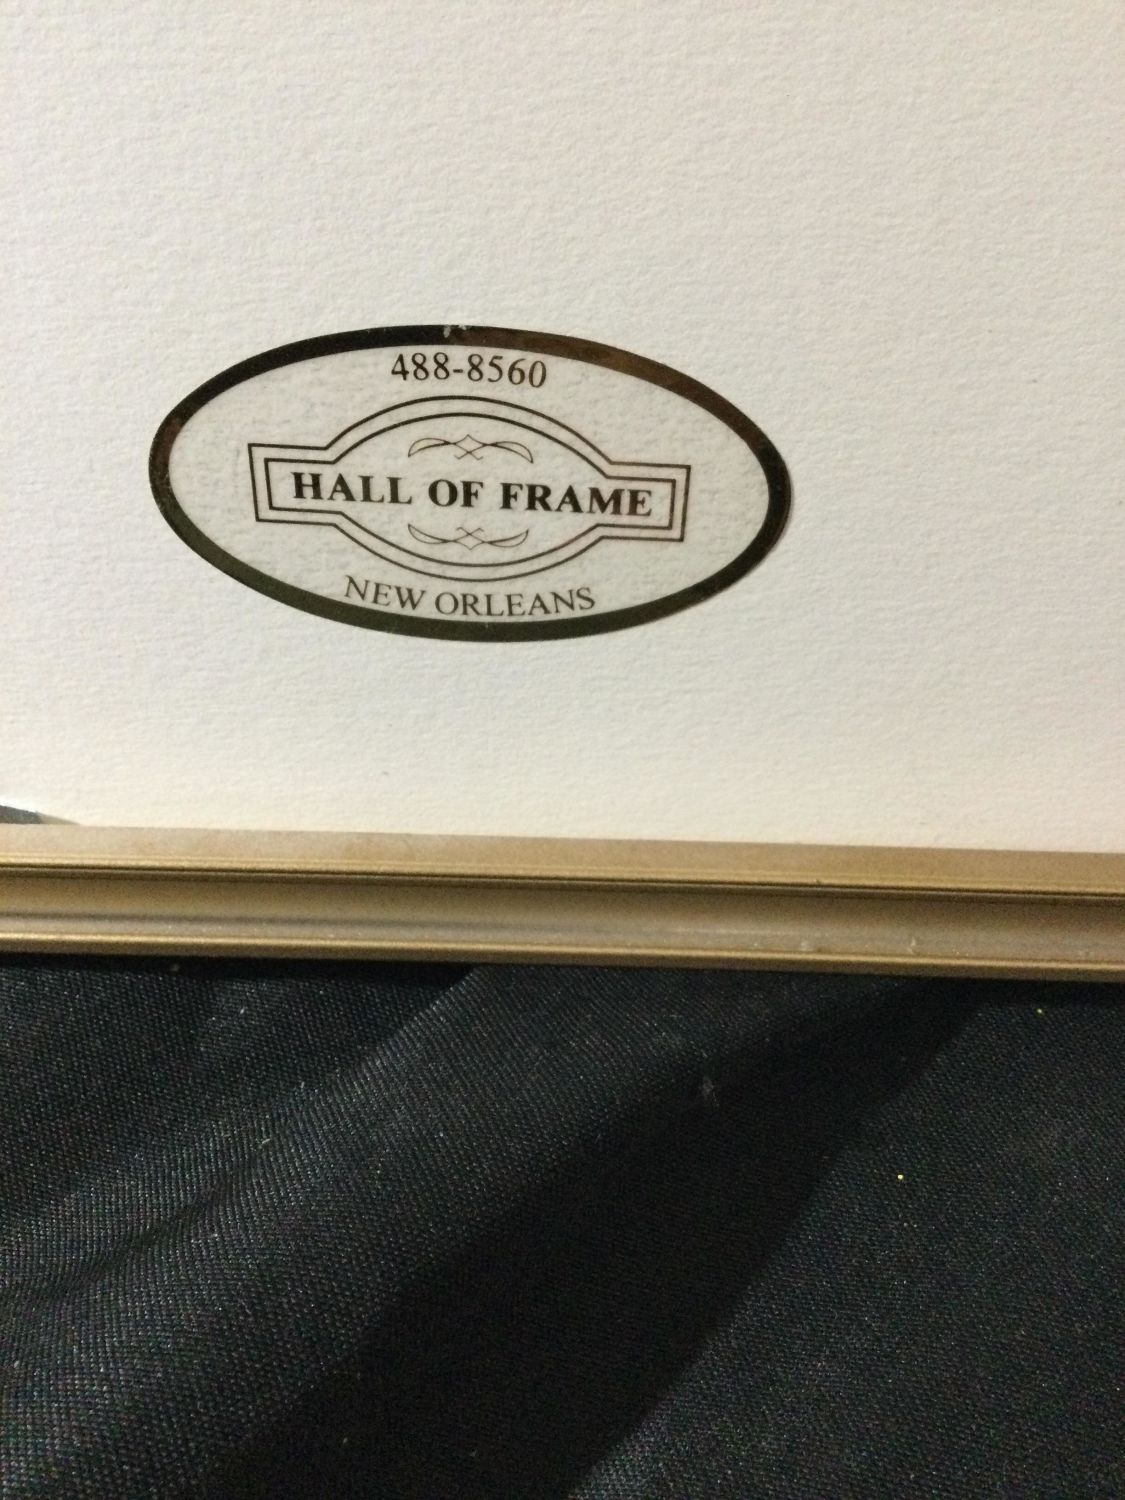 488-8560
HALL OF FRAME
NEW ORLEANS